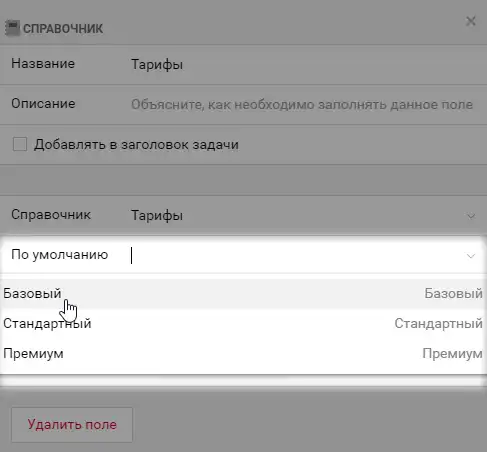 СПРАВОЧНИК
Название Тарифы
Описание Объясните, как необходимо заполнять данное поле
Добавлять в заголовок задачи
Справочник Тарифы
По умолчанию
Базовый Базовый
Стандартный Стандартный
Премиум Премиум
Удалить поле